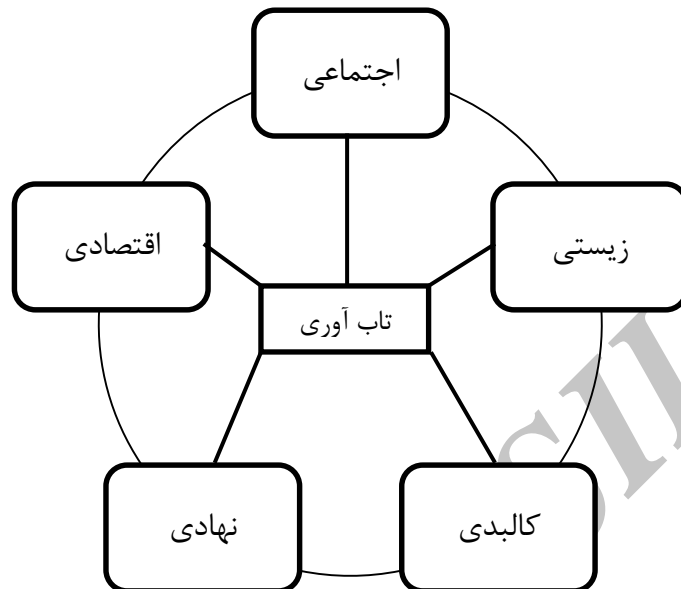 اجتماعی
زیستی
اقتصادی
تاب آوری
کالبدی
نهادی